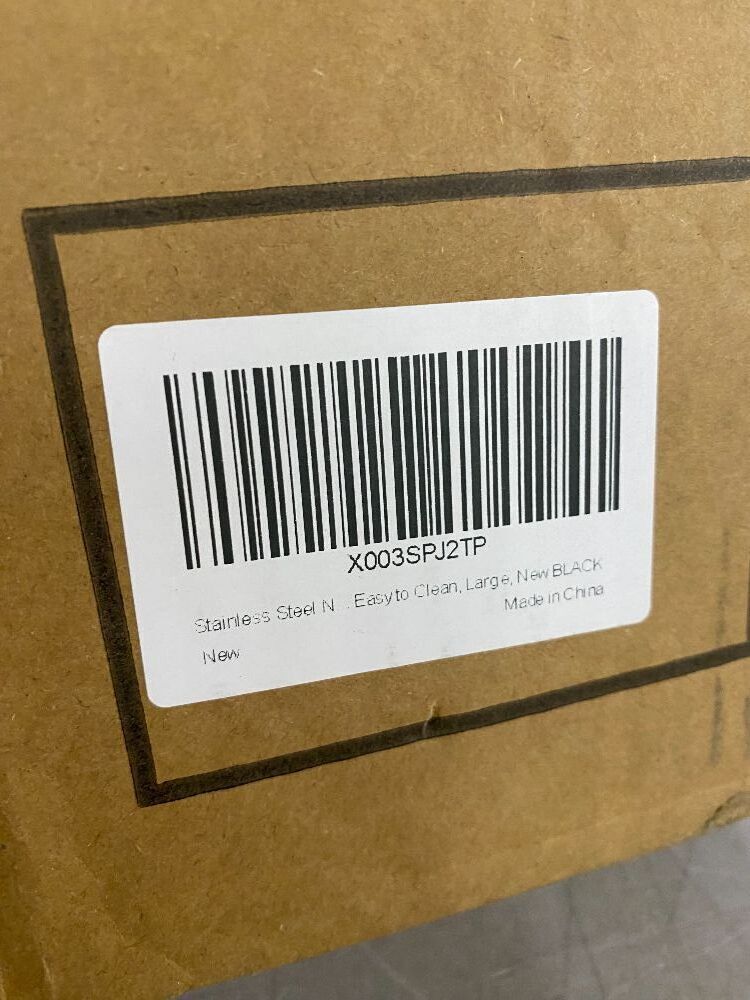 X003SPJ2TP
Stainless Steel N... Easy to Clean, Large, New BLACK
Made in China
New